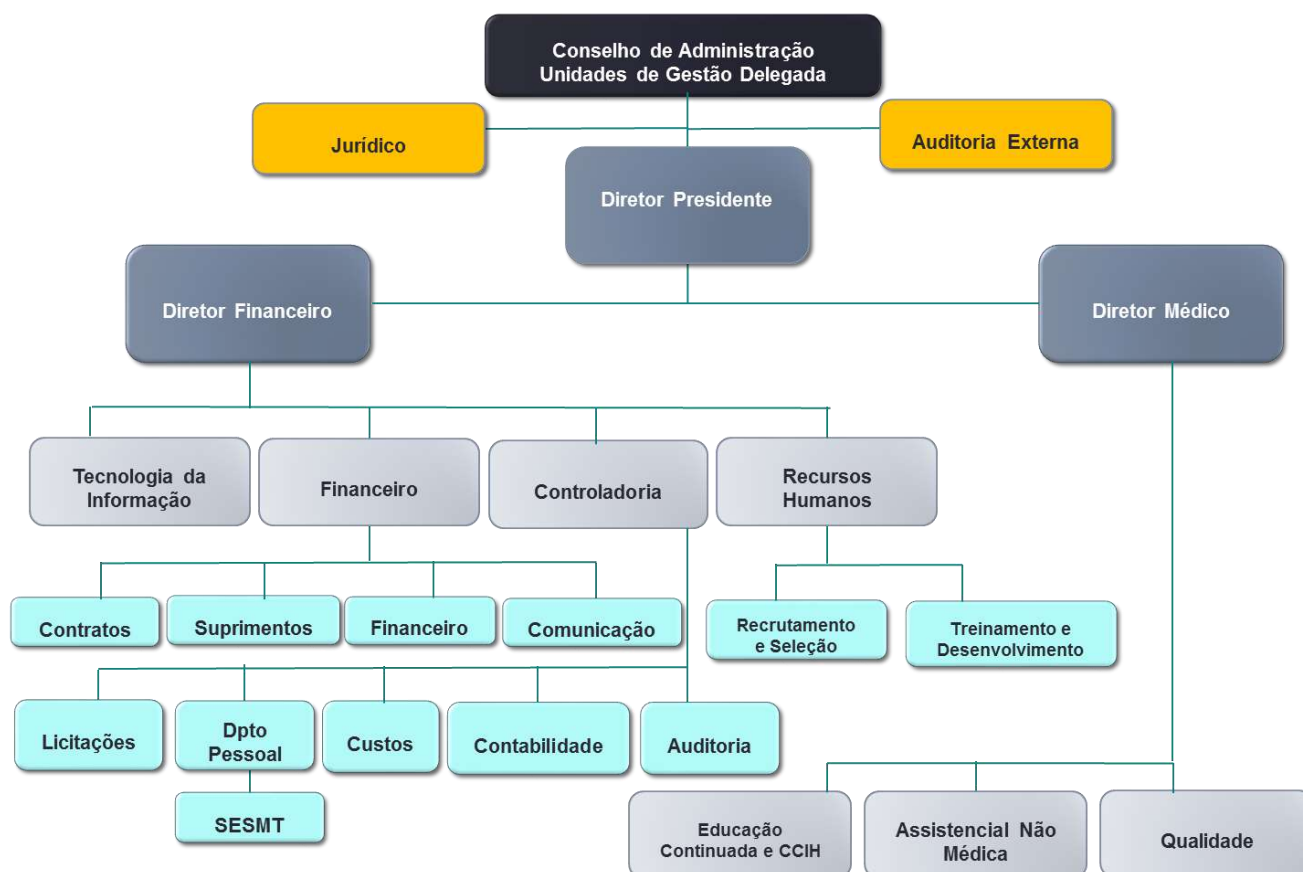 Conselho de Administração
Unidades de Gestão Delegada
Jurídico
Auditoria Externa
Diretor Presidente
Diretor Financeiro
Diretor Médico
Tecnologia da
Informação
Financeiro
Controladoria
Recursos
Humanos
Contratos
Suprimentos
Financeiro
Comunicação
Recrutamento
e Seleção
Treinamento e
Desenvolvimento
Licitações
Dpto
Pessoal
Custos
Contabilidade
Auditoria
SESMT
Educação
Continuada e CCIH
Assistencial Não
Médica
Qualidade